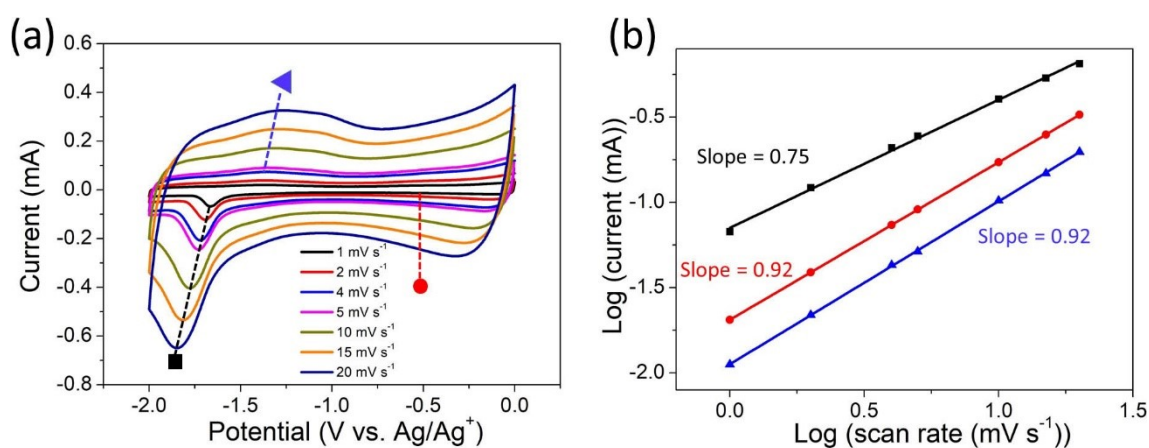 (a)
0.6
0.4
0.2
0.0
-0.2
-0.4
-0.6
-0.8
Current (mA)
1 mV s⁻¹
2 mV s⁻¹
4 mV s⁻¹
5 mV s⁻¹
10 mV s⁻¹
15 mV s⁻¹
20 mV s⁻¹
-2.0 -1.5 -1.0 -0.5 0.0
Potential (V vs. Ag/Ag⁺)
(b)
-0.5
-1.0
-1.5
-2.0
Log (current (mA))
Slope = 0.75
Slope = 0.92
Slope = 0.92
0.0 0.5 1.0 1.5
Log (scan rate (mV s⁻¹)